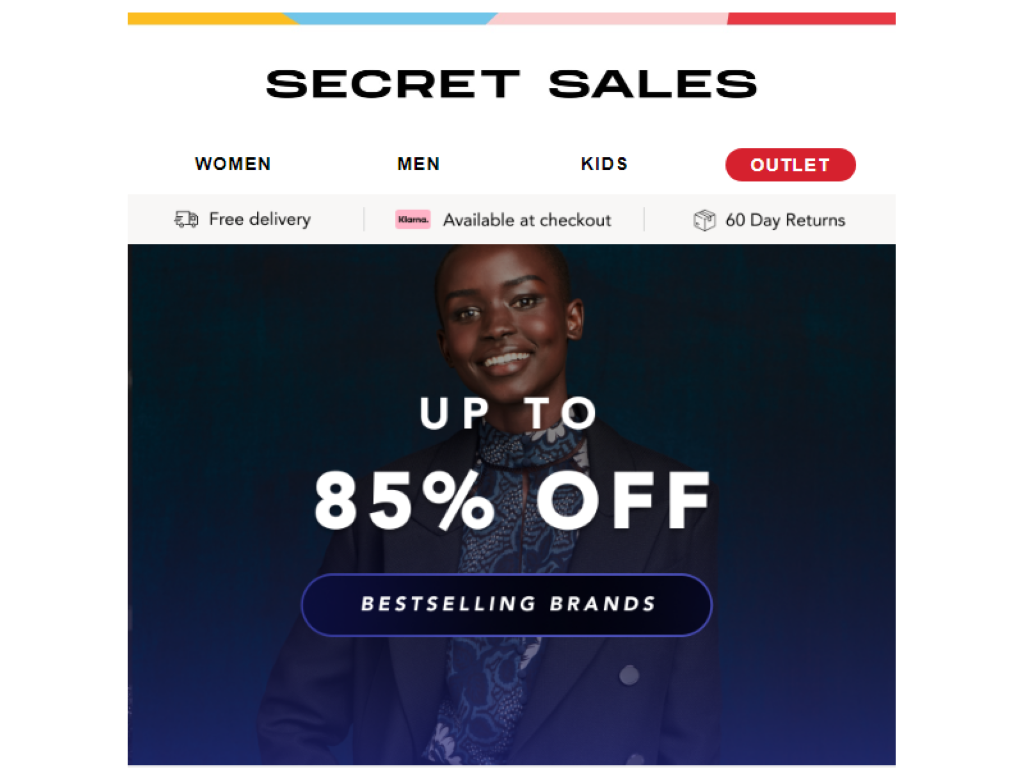 SECRET SALES
WOMEN MEN KIDS OUTLET
Free delivery Klarna. Available at checkout 60 Day Returns
UP TO
85% OFF
BESTSELLING BRANDS